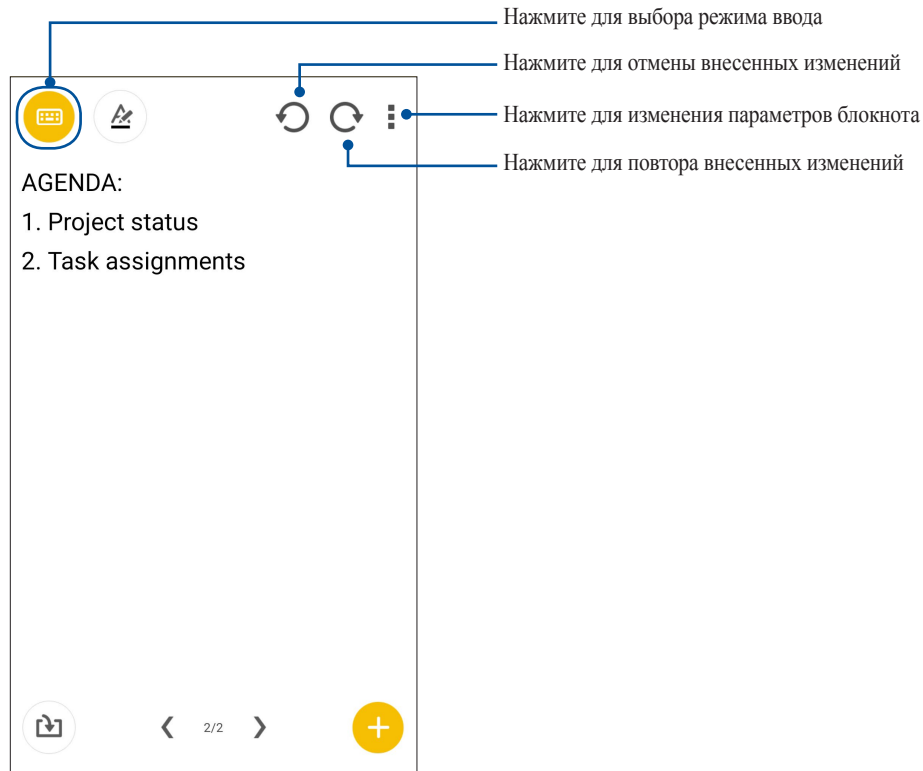 Нажмите для выбора режима ввода
Нажмите для отмены внесенных изменений
Нажмите для изменения параметров блокнота
Нажмите для повтора внесенных изменений
AGENDA:
1. Project status
2. Task assignments
2/2